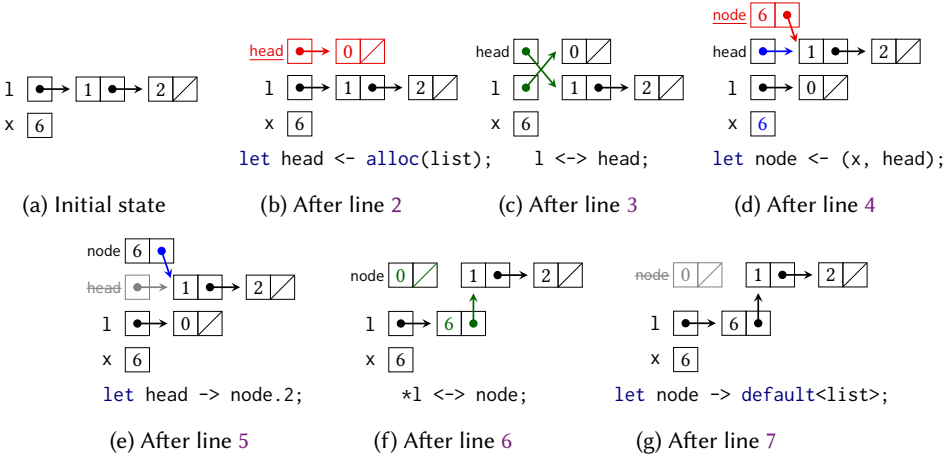 l 1 2
x 6
(a) Initial state
head 0
l 1 2
x 6
let head <- alloc(list);
(b) After line 2
head 0
l 1 2
x 6
l <-> head;
(c) After line 3
node 6
head 1 2
l 0
x 6
let node <- (x, head);
(d) After line 4
node 6
head 1 2
l 0
x 6
let head -> node.2;
(e) After line 5
node 0 1 2
l 6
x 6
*l <-> node;
(f) After line 6
node 0 1 2
l 6
x 6
let node -> default<list>;
(g) After line 7